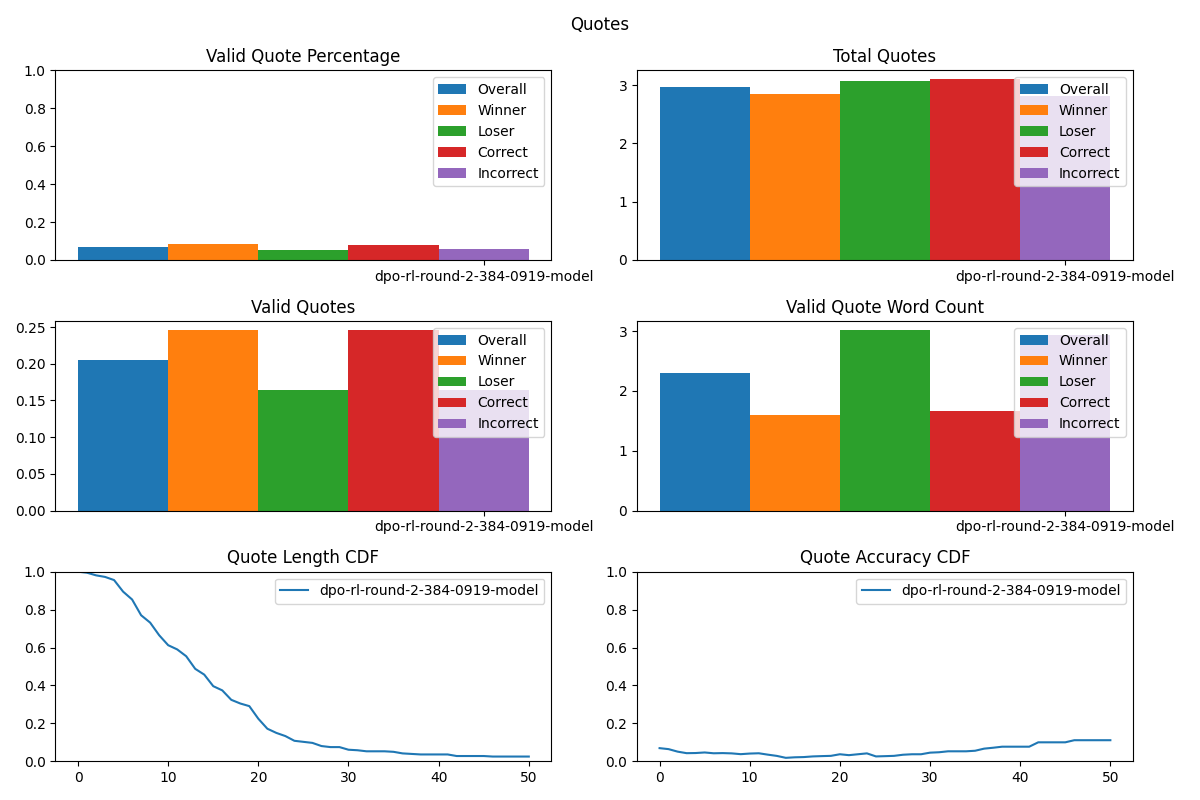 Quotes
Valid Quote Percentage
1.0
0.8
0.6
0.4
0.2
0.0
Overall
Winner
Loser
Correct
Incorrect
dpo-rl-round-2-384-0919-model
Total Quotes
3
2
1
0
Overall
Winner
Loser
Correct
Incorrect
dpo-rl-round-2-384-0919-model
Valid Quotes
0.25
0.20
0.15
0.10
0.05
0.00
Overall
Winner
Loser
Correct
Incorrect
dpo-rl-round-2-384-0919-model
Valid Quote Word Count
3
2
1
0
Overall
Winner
Loser
Correct
Incorrect
dpo-rl-round-2-384-0919-model
Quote Length CDF
1.0
0.8
0.6
0.4
0.2
0.0
dpo-rl-round-2-384-0919-model
0 10 20 30 40 50
Quote Accuracy CDF
1.0
0.8
0.6
0.4
0.2
0.0
dpo-rl-round-2-384-0919-model
0 10 20 30 40 50